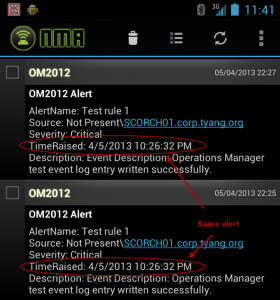 3G 11:41
NMA
OM2012 05/04/2013 22:27
OM2012 Alert
AlertName: Test rule 1
Source: Not Present\SCORCH01.corp.tyang.org
Severity: Critical
TimeRaised: 4/5/2013 10:26:32 PM
Description: Event Description: Operations Manager
test event log entry written successfully.
OM2012 05/04/2013 22:25
OM2012 Alert
Same alert
AlertName: Test rule 1
Source: Not Present\SCORCH01.corp.tyang.org
Severity: Critical
TimeRaised: 4/5/2013 10:26:32 PM
Description: Event Description: Operations Manager
test event log entry written successfully.